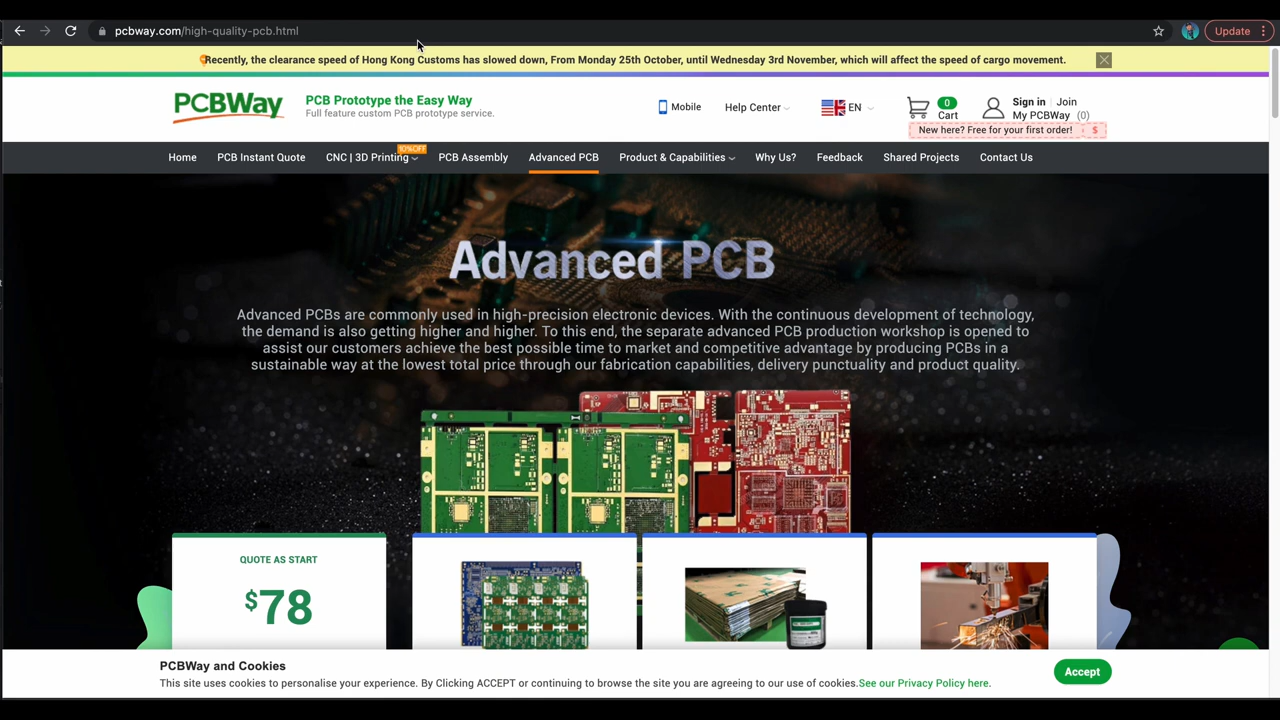 pcbway.com/high-quality-pcb.html
Update
Recently, the clearance speed of Hong Kong Customs has slowed down, From Monday 25th October, until Wednesday 3rd November, which will affect the speed of cargo movement.
PCBWay
PCB Prototype the Easy Way
Full feature custom PCB prototype service.
Mobile
Help Center
EN
0
Cart
Sign in
Join
My PCBWay (0)
New here? Free for your first order! $
10%OFF
Home PCB Instant Quote CNC | 3D Printing PCB Assembly Advanced PCB Product & Capabilities Why Us? Feedback Shared Projects Contact Us
Advanced PCB
Advanced PCBs are commonly used in high-precision electronic devices. With the continuous development of technology,
the demand is also getting higher and higher. To this end, the separate advanced PCB production workshop is opened to
assist our customers achieve the best possible time to market and competitive advantage by producing PCBs in a
sustainable way at the lowest total price through our fabrication capabilities, delivery punctuality and product quality.
QUOTE AS START
$78
PCBWay and Cookies
This site uses cookies to personalise your experience. By Clicking ACCEPT or continuing to browse the site you are agreeing to our use of cookies.See our Privacy Policy here.
Accept